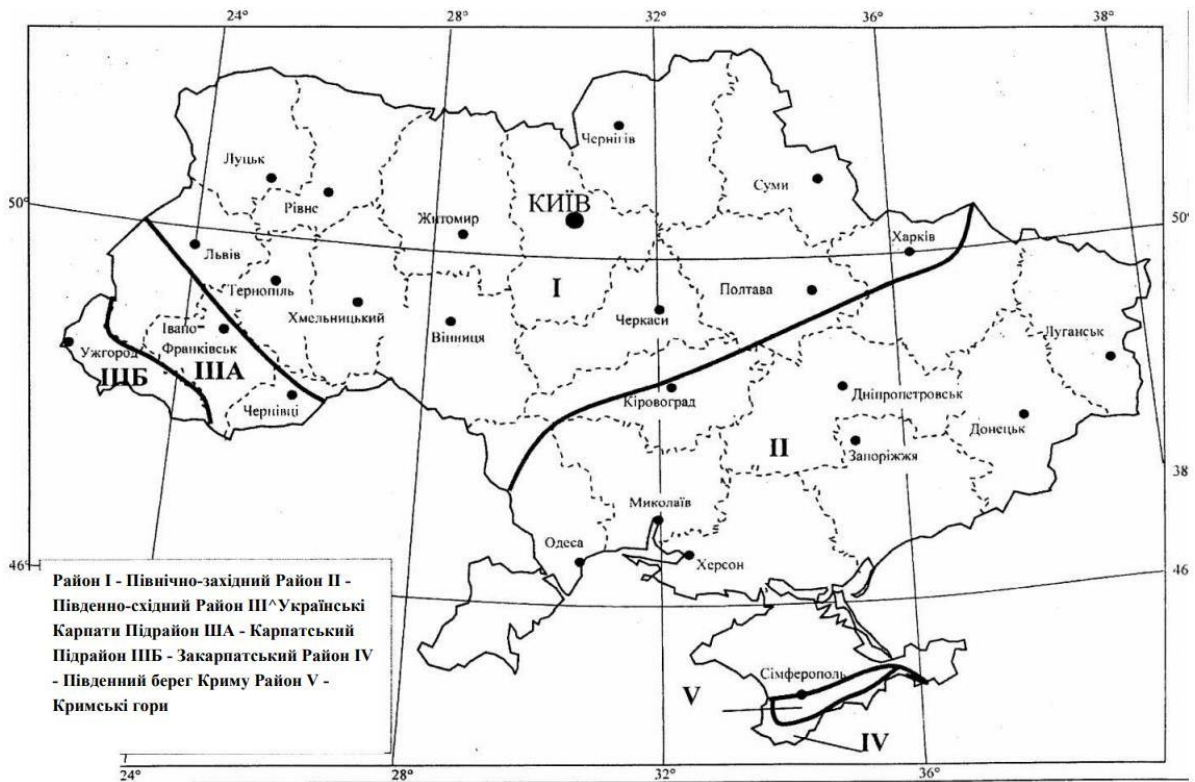 24° 28° 32° 36° 38°
Чернігів
Луцьк
Суми
Рівне
50°
КИЇВ
50°
Житомир
Харків
Львів
Тернопіль
I
Полтава
Хмельницький
Черкаси
Луганськ
Івано-
Франківськ
Вінниця
Ужгород
ІІІБ
ІІІА
Чернівці
Кіровоград
Дніпропетровськ
Донецьк
II
Запоріжжя
38
Миколаїв
Одеса
46°
Херсон
46
Район I - Північно-західний Район II -
Південно-східний Район III^Українські
Карпати Підрайон ІІІА - Карпатський
Підрайон ІІІБ - Закарпатський Район IV
- Південний берег Криму Район V -
Кримські гори
Сімферополь
V
IV
24° 28° 32° 36°